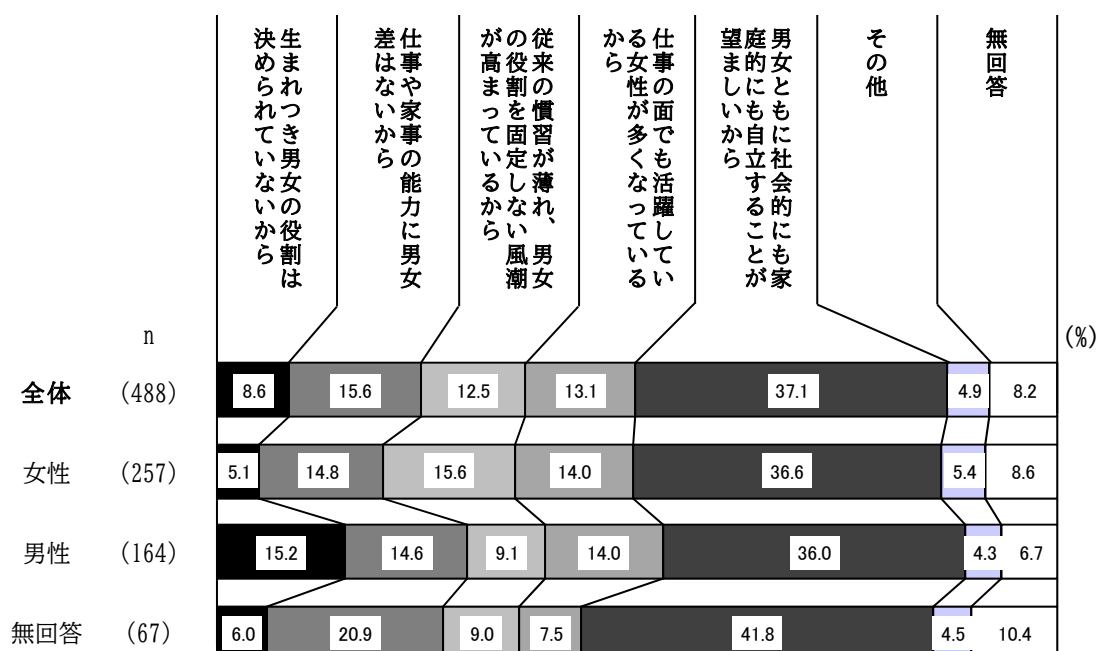 生まれつき男女の役割は
決められていないから
仕事や家事の能力に男女
差はないから
従来の慣習が薄れ、男女
の役割を固定しない風潮
が高まっているから
仕事の面でも活躍してい
る女性が多くなっている
から
男女ともに社会的にも家
庭的にも自立することが
望ましいから
その他
無回答
n
(%)
全体 (488) 8.6 15.6 12.5 13.1 37.1 4.9 8.2
女性 (257) 5.1 14.8 15.6 14.0 36.6 5.4 8.6
男性 (164) 15.2 14.6 9.1 14.0 36.0 4.3 6.7
無回答 (67) 6.0 20.9 9.0 7.5 41.8 4.5 10.4